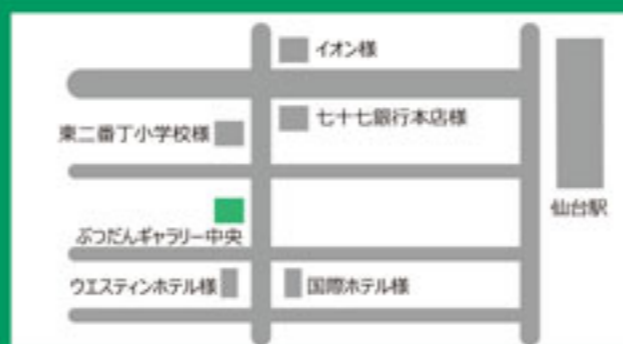 イオン様
七十七銀行本店様
東二番丁小学校様
仙台駅
ぶつだんギャラリー中央
ウエスティンホテル様
国際ホテル様